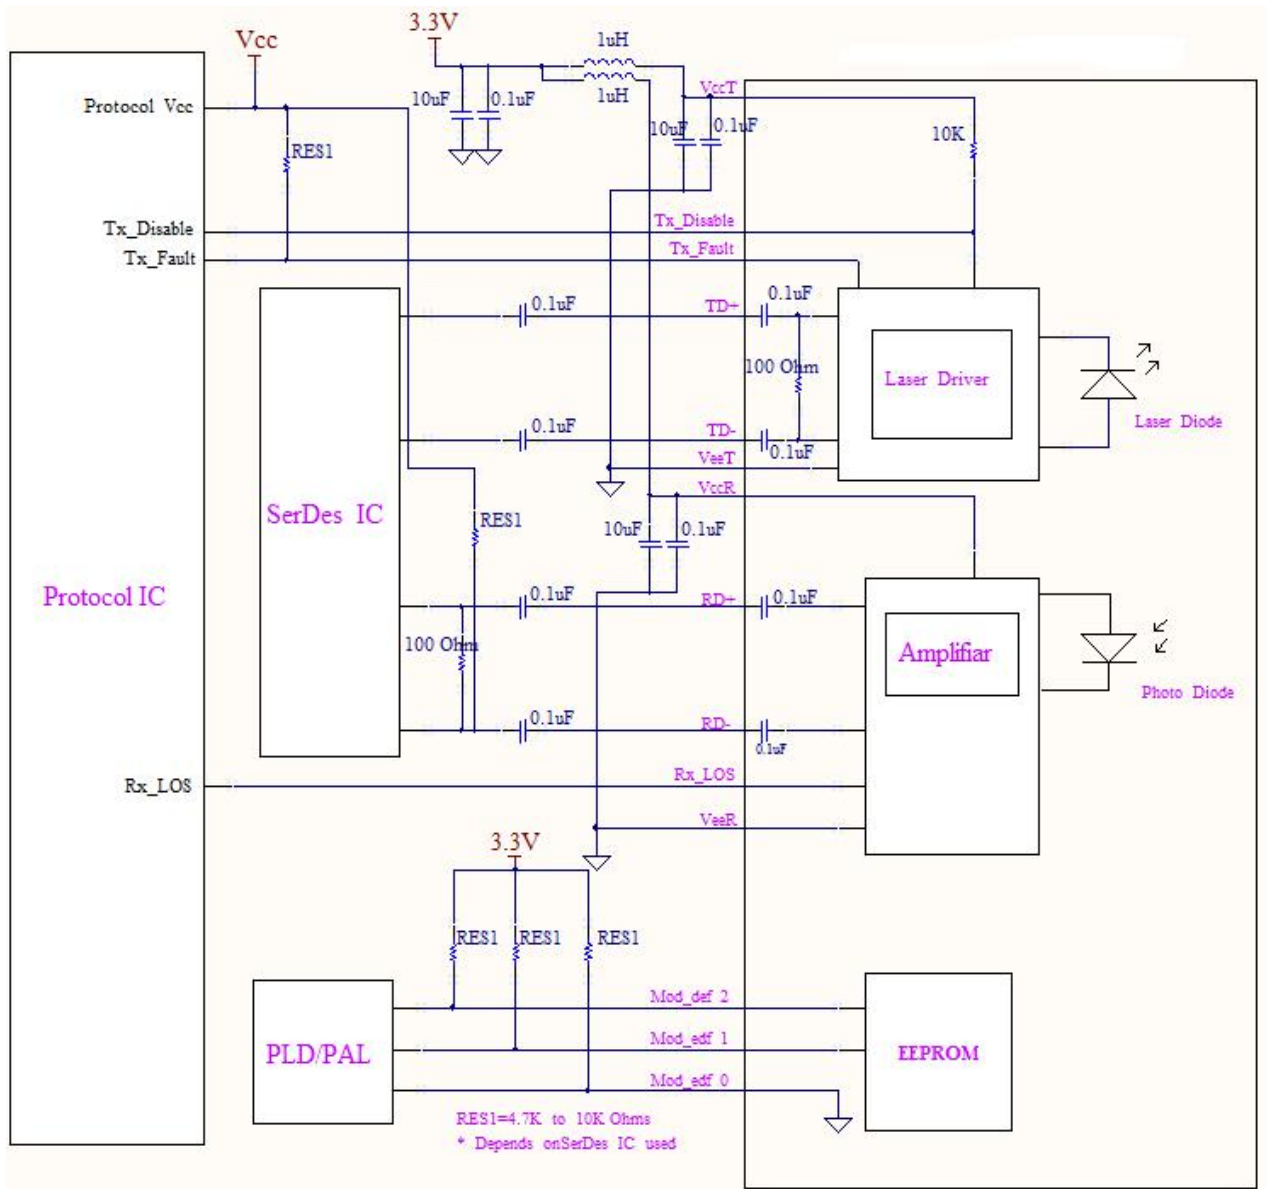 3.3V
1uH
Vcc
1uH
VccT
Protocol Vcc
10uF
0.1uF
10uF
0.1uF
10K
RES1
Tx_Disable
Tx_Disable
Tx_Fault
Tx_Fault
0.1uF
0.1uF
TD+
100 Ohm
Laser Driver
Laser Diode
0.1uF
TD-
0.1uF
VeeT
VccR
SerDes IC
RES1
10uF
0.1uF
Protocol IC
0.1uF
RD+
0.1uF
100 Ohm
Amplifiar
Photo Diode
0.1uF
RD-
0.1uF
Rx_LOS
Rx_LOS
VeeR
3.3V
RES1
RES1
RES1
Mod_def 2
PLD/PAL
Mod_edf 1
EEPROM
Mod_edf 0
RES1=4.7K to 10K Ohms
* Depends onSerDes IC used